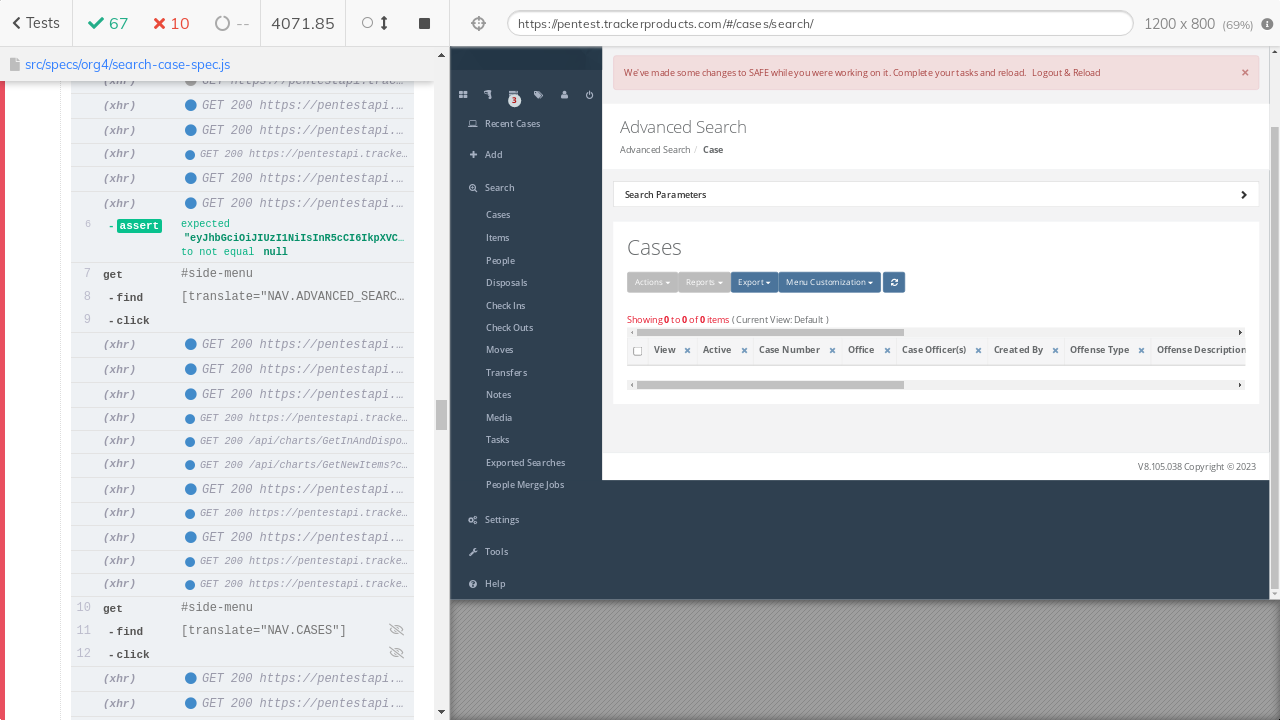 Tests
67
10
--
4071.85
https://pentest.trackerproducts.com/#/cases/search/
1200 x 800 (69%)
src/specs/org4/search-case-spec.js
(xhr) GET 200 https://pentestapi.trac…
(xhr) GET 200 https://pentestapi.…
(xhr) GET 200 https://pentestapi.…
(xhr) GET 200 https://pentestapi.tracke…
(xhr) GET 200 https://pentestapi.…
(xhr) GET 200 https://pentestapi.…
6 -assert expected
"eyJhbGciOiJIUzI1NiIsInR5cCI6IkpXVC…
to not equal null
7 get #side-menu
8 -find [translate="NAV.ADVANCED_SEARC…
9 -click
(xhr) GET 200 https://pentestapi.…
(xhr) GET 200 https://pentestapi.…
(xhr) GET 200 https://pentestapi.…
(xhr) GET 200 https://pentestapi.tracke…
(xhr) GET 200 /api/charts/GetInAndDispo…
(xhr) GET 200 /api/charts/GetNewItems?c…
(xhr) GET 200 https://pentestapi.…
(xhr) GET 200 https://pentestapi.tracke…
(xhr) GET 200 https://pentestapi.…
(xhr) GET 200 https://pentestapi.tracke…
(xhr) GET 200 https://pentestapi.tracke…
10 get #side-menu
11 -find [translate="NAV.CASES"]
12 -click
(xhr) GET 200 https://pentestapi.…
(xhr) GET 200 https://pentestapi.…
3
Recent Cases
Add
Search
Cases
Items
People
Disposals
Check Ins
Check Outs
Moves
Transfers
Notes
Media
Tasks
Exported Searches
People Merge Jobs
Settings
Tools
Help
We've made some changes to SAFE while you were working on it. Complete your tasks and reload. Logout & Reload ×
Advanced Search
Advanced Search / Case
Search Parameters
Cases
Actions Reports Export Menu Customization
Showing 0 to 0 of 0 items ( Current View: Default )
View Active Case Number Office Case Officer(s) Created By Offense Type Offense Description
V8.105.038 Copyright © 2023